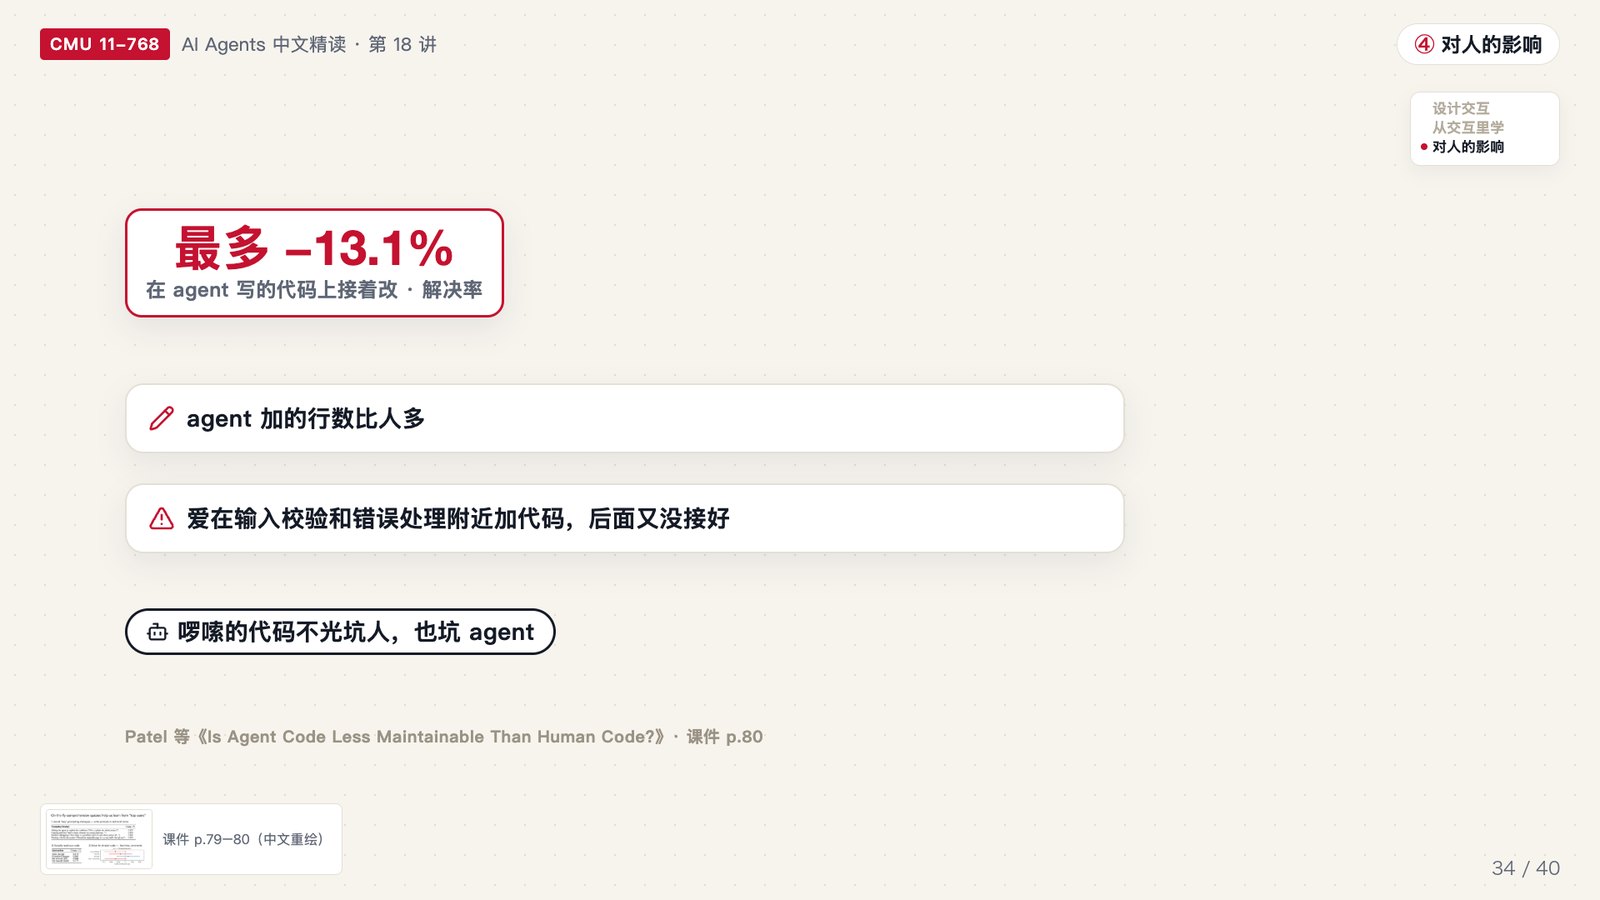 CMU 11-768
AI Agents 中文精读 · 第 18 讲
④ 对人的影响
设计交互
从交互里学
对人的影响
最多 –13.1%
在 agent 写的代码上接着改 · 解决率
agent 加的行数比人多
爱在输入校验和错误处理附近加代码，后面又没接好
啰嗦的代码不光坑人，也坑 agent
Patel 等《Is Agent Code Less Maintainable Than Human Code?》· 课件 p.80
课件 p.79–80（中文重绘）
34 / 40